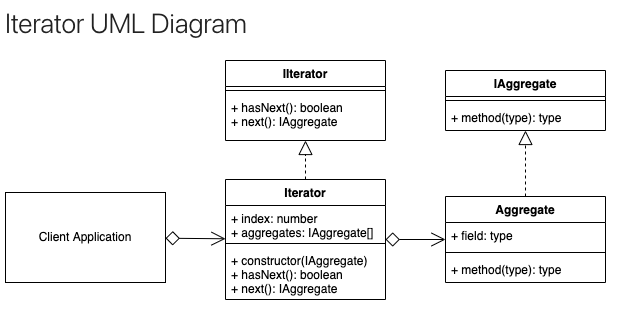 Iterator UML Diagram
IIterator
+ hasNext(): boolean
+ next(): IAggregate
IAggregate
+ method(type): type
Client Application
Iterator
+ index: number
+ aggregates: IAggregate[]
+ constructor(IAggregate)
+ hasNext(): boolean
+ next(): IAggregate
Aggregate
+ field: type
+ method(type): type